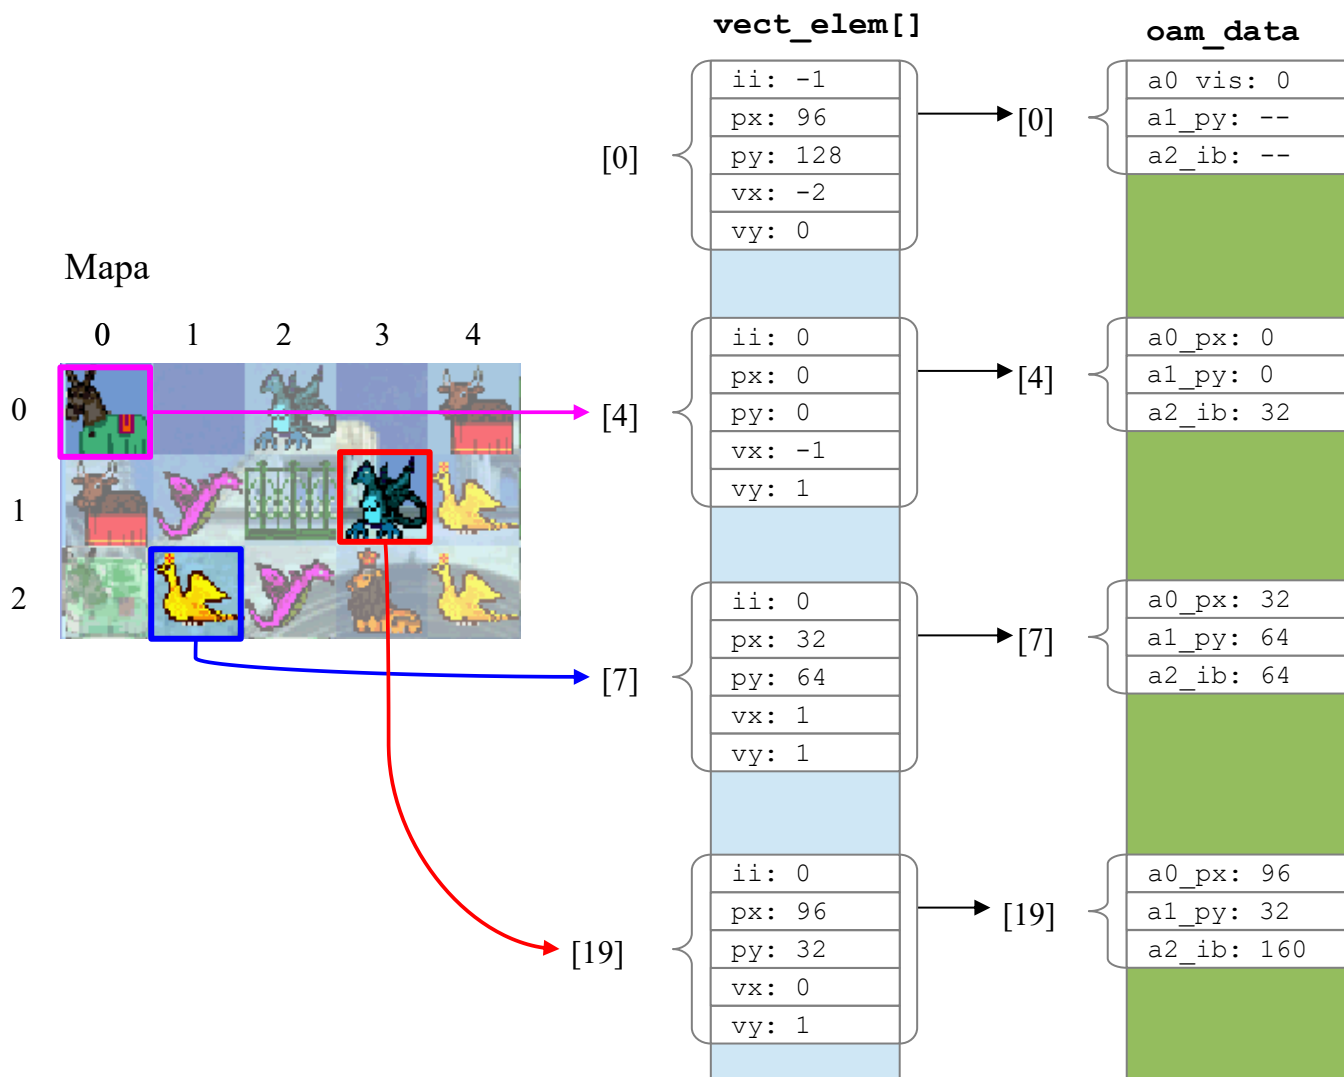 vect_elem[]
oam_data
ii: -1
px: 96
py: 128
vx: -2
vy: 0
[0]
[0]
a0 vis: 0
a1_py: --
a2_ib: --
Mapa
0 1 2 3 4
0
1
2
[4]
ii: 0
px: 0
py: 0
vx: -1
vy: 1
[4]
a0_px: 0
a1_py: 0
a2_ib: 32
[7]
ii: 0
px: 32
py: 64
vx: 1
vy: 1
[7]
a0_px: 32
a1_py: 64
a2_ib: 64
[19]
ii: 0
px: 96
py: 32
vx: 0
vy: 1
[19]
a0_px: 96
a1_py: 32
a2_ib: 160